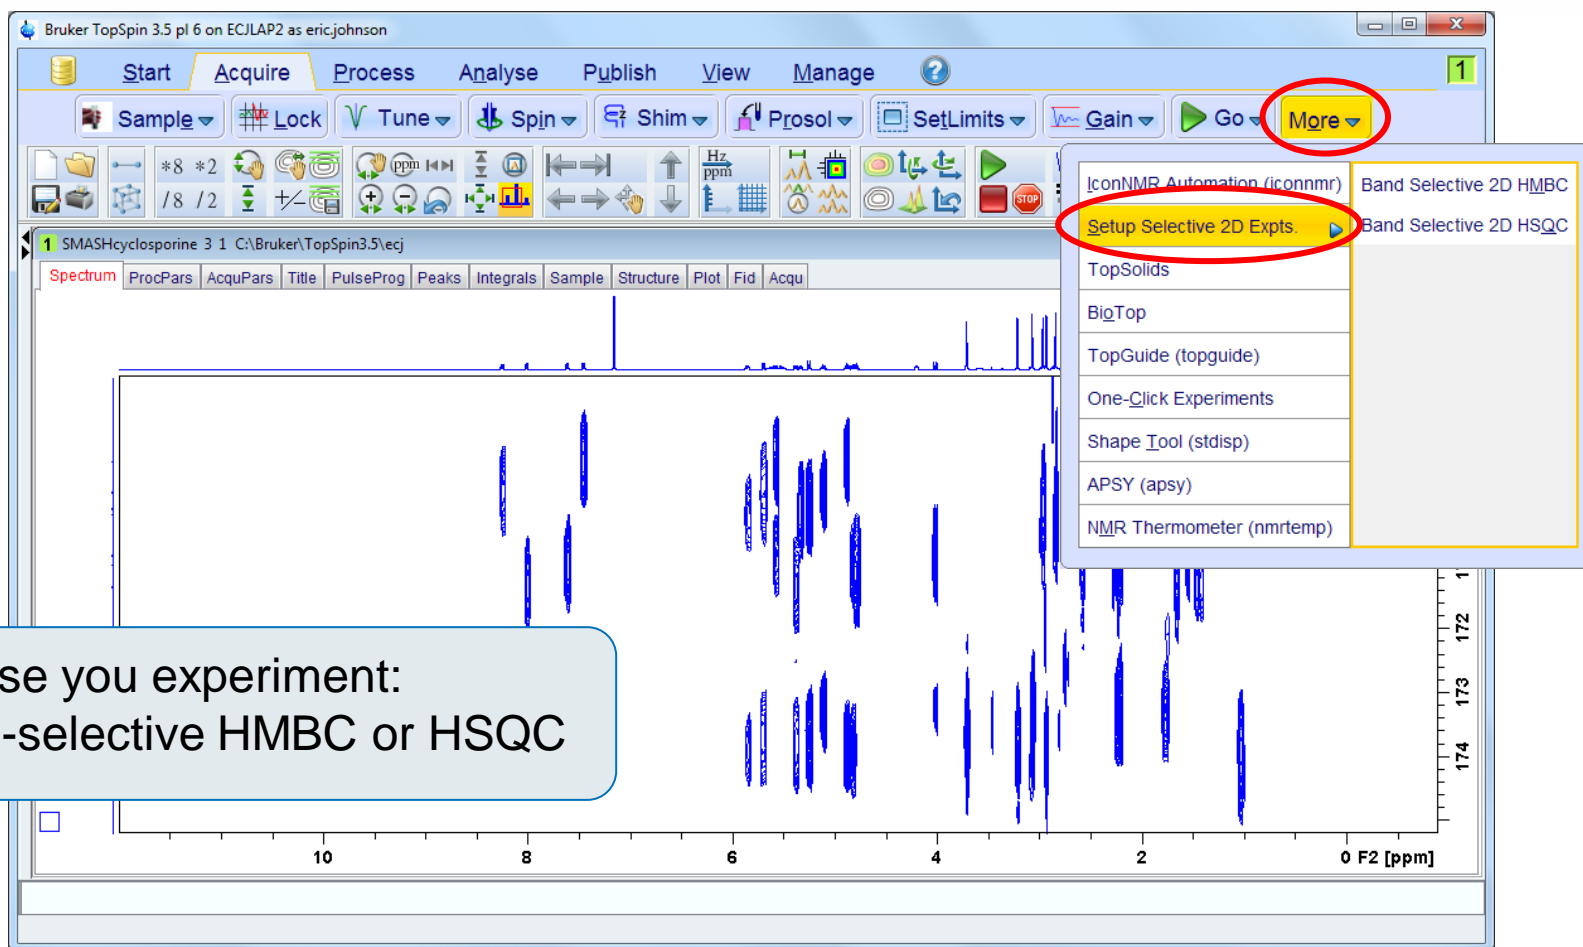 Bruker TopSpin 3.5 pl 6 on ECJLAP2 as eric.johnson
Start Acquire Process Analyse Publish View Manage 1
Sample Lock Tune Spin Shim Prosol SetLimits Gain Go More
*8 *2 ppm Hz ppm
/8 /2 +/- STOP
IconNMR Automation (iconnmr)
Setup Selective 2D Expts.
TopSolids
BioTop
TopGuide (topguide)
One-Click Experiments
Shape Tool (stdisp)
APSY (apsy)
NMR Thermometer (nmrtemp)
Band Selective 2D HMBC
Band Selective 2D HSQC
1 SMASHcyclosporine 3 1 C:\Bruker\TopSpin3.5\ecj
Spectrum ProcPars AcquPars Title PulseProg Peaks Integrals Sample Structure Plot Fid Acqu
172
173
174
se you experiment:
-selective HMBC or HSQC
10 8 6 4 2 0 F2 [ppm]